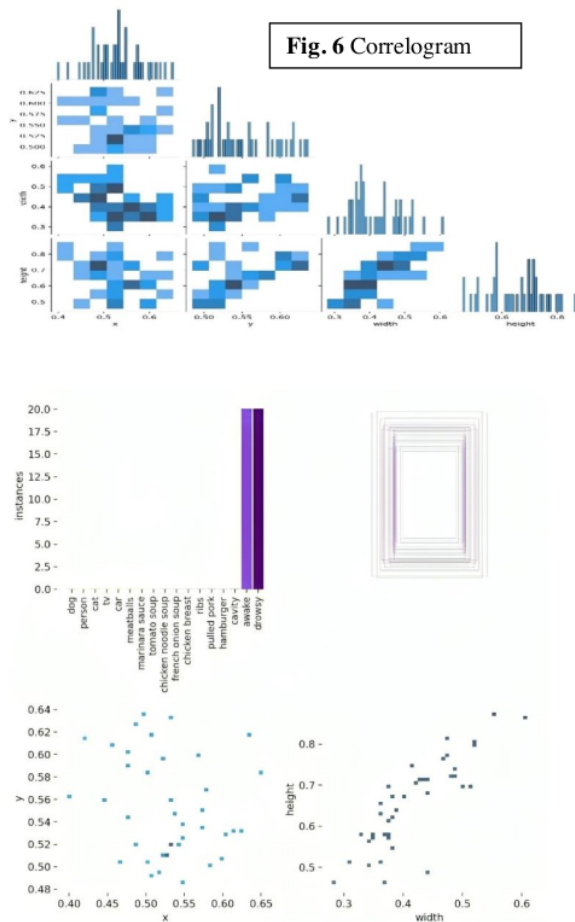 Fig. 6 Correlogram
0.625
0.600
0.575
0.550
0.525
0.500
y
0.6
0.5
0.4
0.3
width
0.8
0.7
0.6
0.5
height
0.4 0.5 0.6
x
0.50 0.55 0.60
y
0.3 0.4 0.5 0.6
width
0.6 0.8
height
20.0
17.5
15.0
12.5
10.0
7.5
5.0
2.5
0.0
instances
dog
person
cat
tv
car
meatballs
marinara sauce
tomato soup
chicken noodle soup
french onion soup
chicken breast
ribs
pulled pork
hamburger
cavity
awake
drowsy
0.64
0.62
0.60
0.58
0.56
0.54
0.52
0.50
0.48
y
0.40 0.45 0.50 0.55 0.60 0.65
x
0.8
0.7
0.6
0.5
height
0.3 0.4 0.5 0.6
width